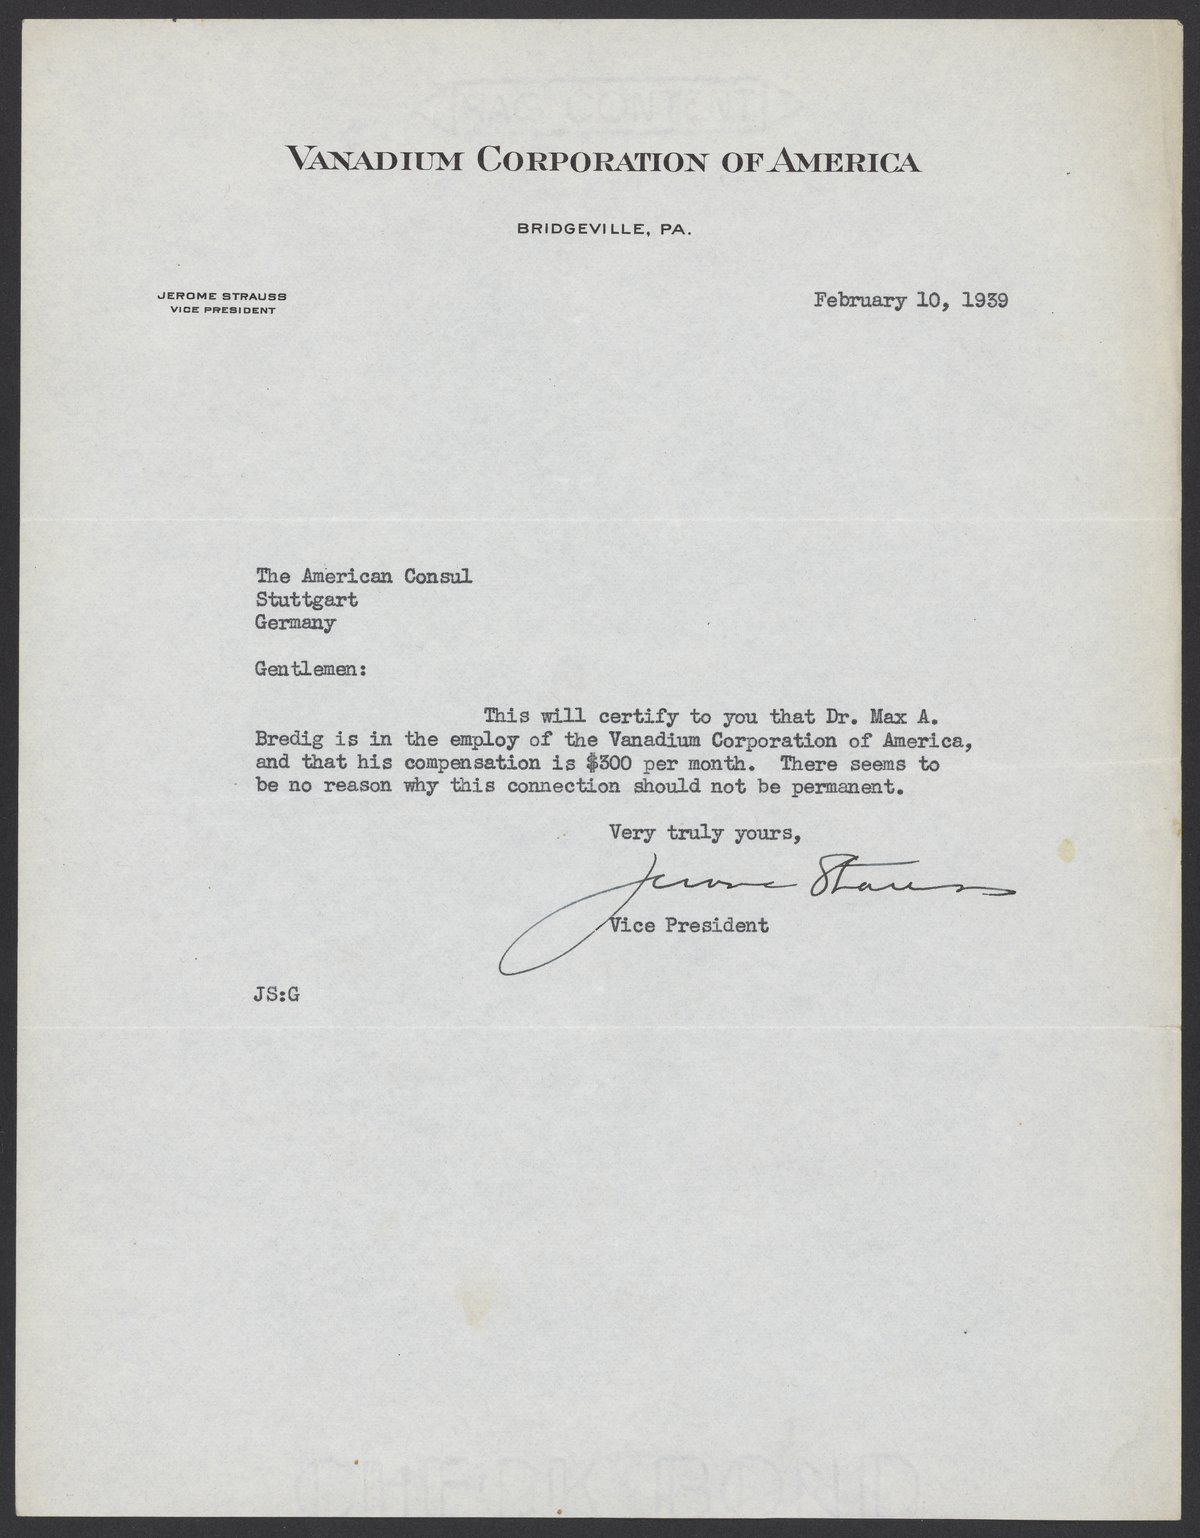 VANADIUM CORPORATION OF AMERICA
BRIDGEVILLE, PA.
JEROME STRAUSS
VICE PRESIDENT
February 10, 1939
The American Consul
Stuttgart
Germany
Gentlemen:
This will certify to you that Dr. Max A.
Bredig is in the employ of the Vanadium Corporation of America,
and that his compensation is $300 per month. There seems to
be no reason why this connection should not be permanent.
Very truly yours,
Jerome Strauss
Vice President
JS:G